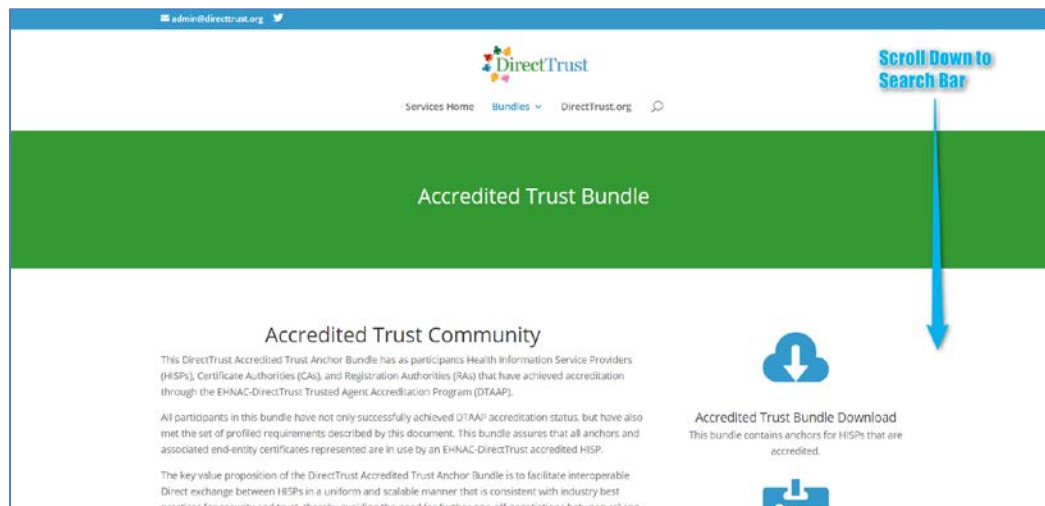 admin@directtrust.org
DirectTrust
Scroll Down to
Search Bar
Services Home Bundles DirectTrust.org
Accredited Trust Bundle
Accredited Trust Community
This DirectTrust Accredited Trust Anchor Bundle has as participants Health Information Service Providers
(HISPs), Certificate Authorities (CAs), and Registration Authorities (RAs) that have achieved accreditation
through the EHNAC-DirectTrust Trusted Agent Accreditation Program (DTAAP).
All participants in this bundle have not only successfully achieved DTAAP accreditation status, but have also
met the set of profiled requirements described by this document. This bundle assures that all anchors and
associated end-entity certificates represented are in use by an EHNAC-DirectTrust accredited HISP.
The key value proposition of the DirectTrust Accredited Trust Anchor Bundle is to facilitate interoperable
Direct exchange between HISPs in a uniform and scalable manner that is consistent with industry best
Accredited Trust Bundle Download
This bundle contains anchors for HISPs that are
accredited.